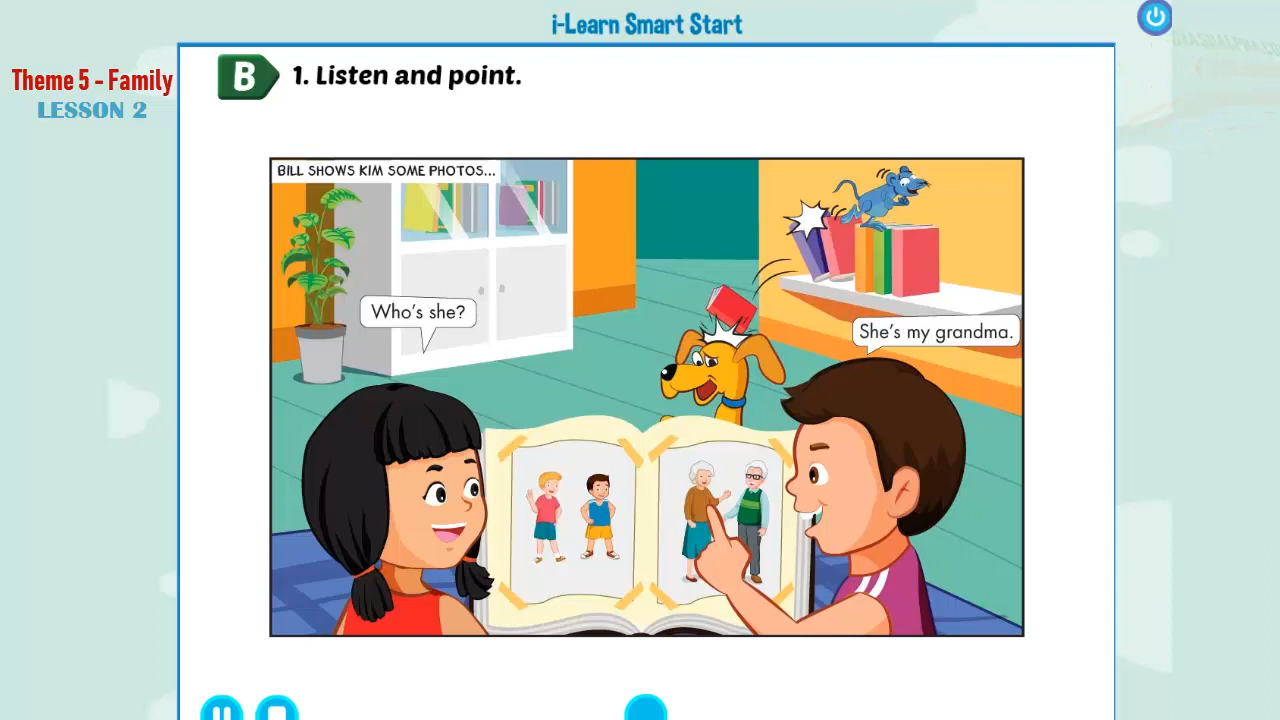 i-Learn Smart Start
Theme 5 - Family
LESSON 2
B
1. Listen and point.
BILL SHOWS KIM SOME PHOTOS...
Who's she?
She's my grandma.